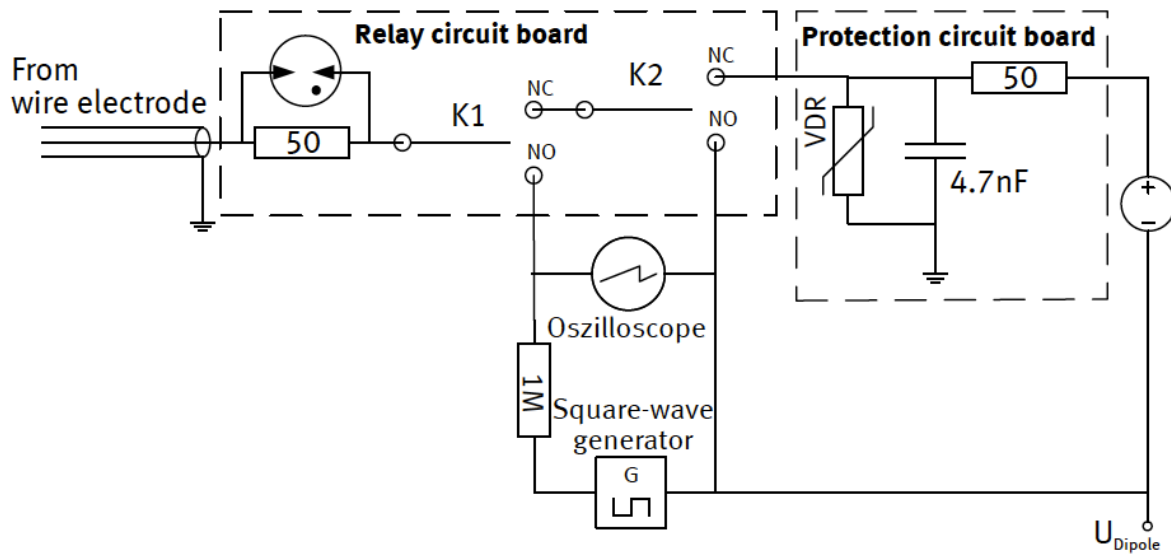 Relay circuit board
Protection circuit board
From
wire electrode
50
K1
NC
NO
K2
NC
NO
VDR
4.7nF
50
+
−
Oszilloscope
1M
Square-wave
generator
G
U Dipole